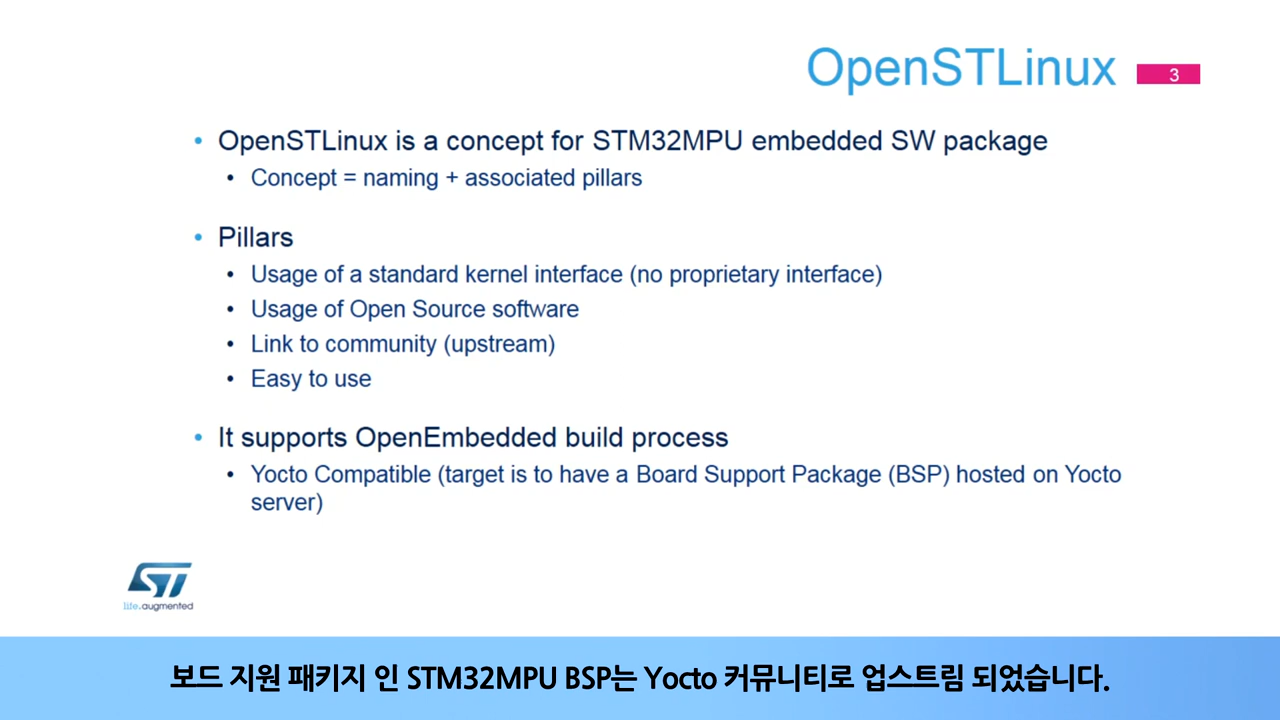 OpenSTLinux
3
• OpenSTLinux is a concept for STM32MPU embedded SW package
• Concept = naming + associated pillars
• Pillars
• Usage of a standard kernel interface (no proprietary interface)
• Usage of Open Source software
• Link to community (upstream)
• Easy to use
• It supports OpenEmbedded build process
• Yocto Compatible (target is to have a Board Support Package (BSP) hosted on Yocto
server)
ST
life.augmented
보드 지원 패키지 인 STM32MPU BSP는 Yocto 커뮤니티로 업스트림 되었습니다.